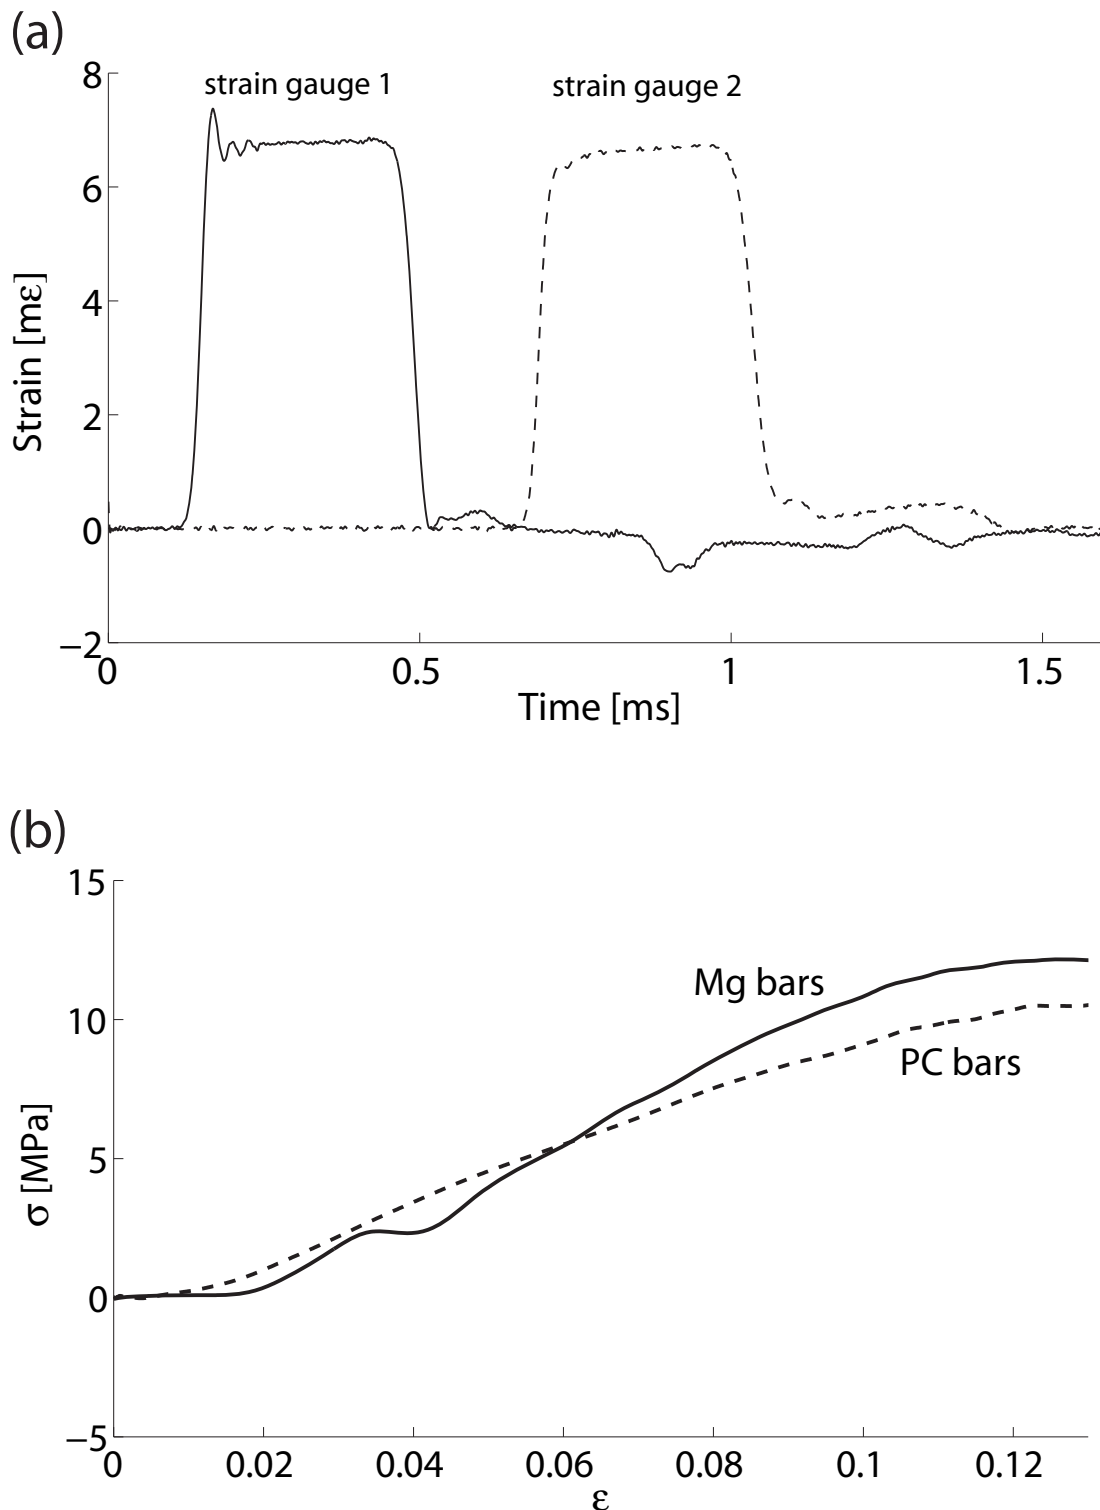 (a)
strain gauge 1
strain gauge 2
8
6
4
2
0
−2
Strain [mε]
0
0.5
1
1.5
Time [ms]
(b)
15
10
5
0
−5
σ [MPa]
Mg bars
PC bars
0
0.02
0.04
0.06
0.08
0.1
0.12
ε